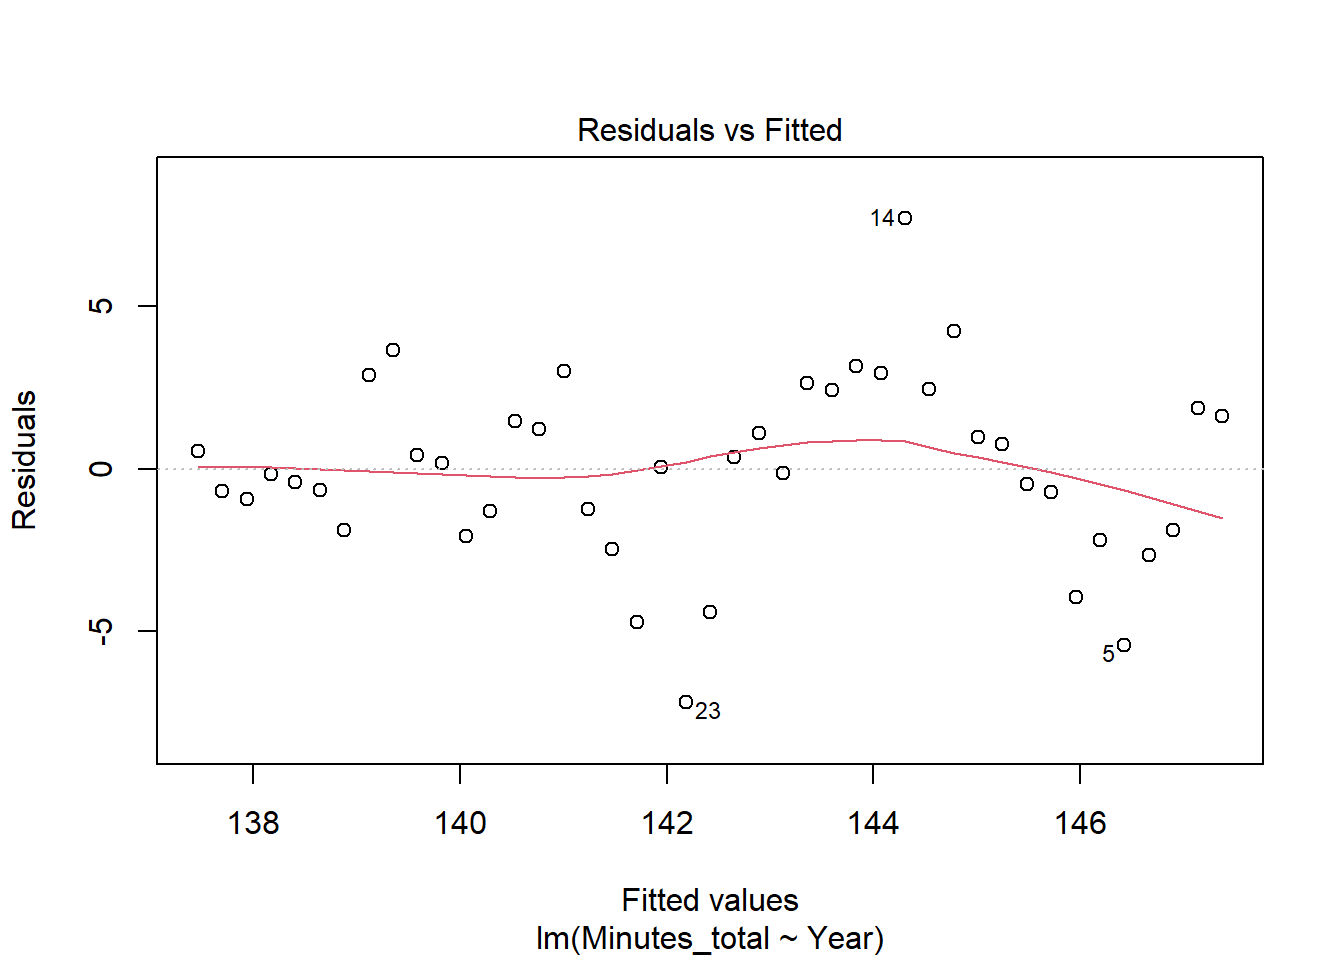 Residuals vs Fitted
Residuals
5
0
-5
14
23
5
138 140 142 144 146
Fitted values
lm(Minutes_total ~ Year)